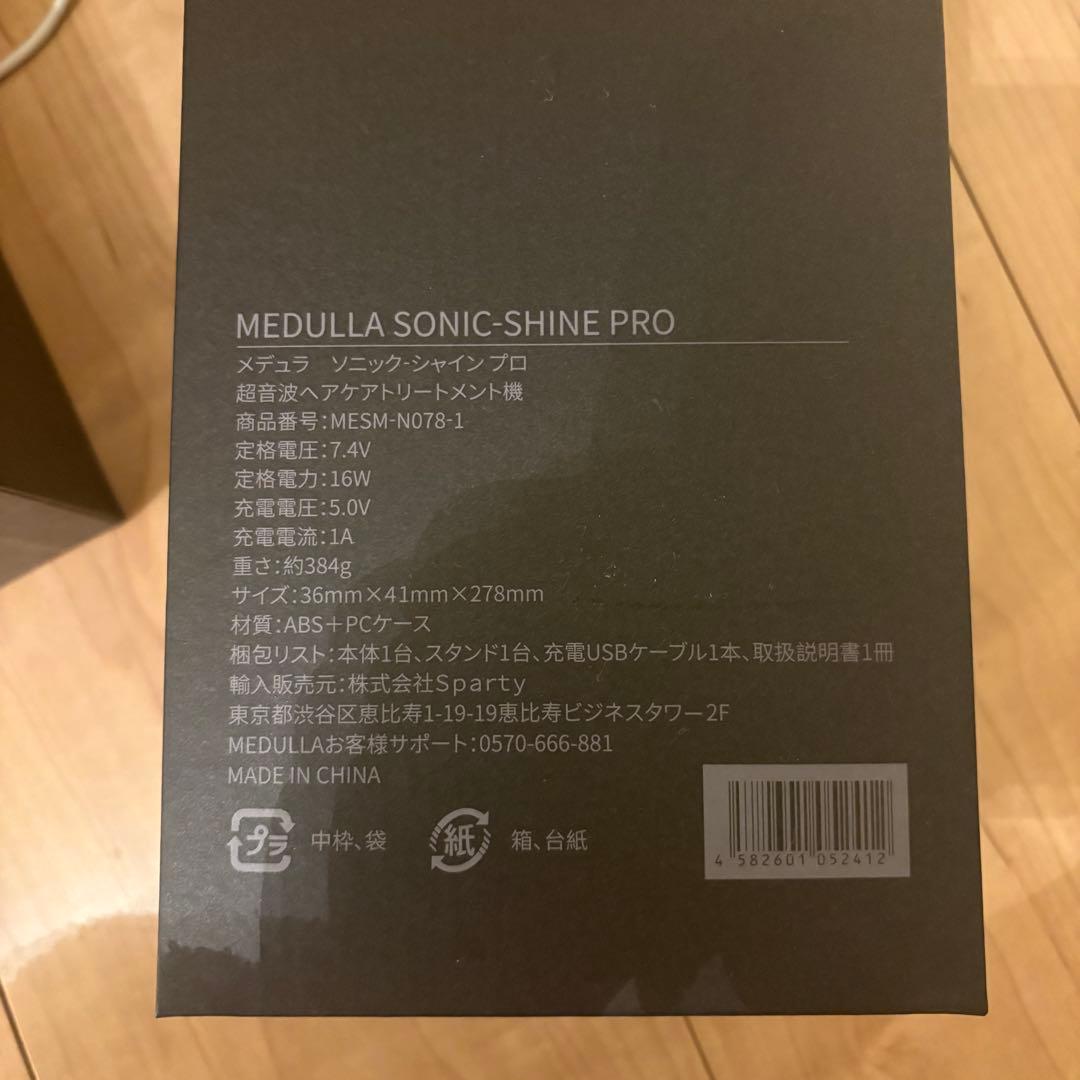 MEDULLA SONIC-SHINE PRO
メデュラ　ソニック-シャイン プロ
超音波ヘアケアトリートメント機
商品番号：MESM-N078-1
定格電圧：7.4V
定格電力：16W
充電電圧：5.0V
充電電流：1A
重さ：約384g
サイズ：36mm×41mm×278mm
材質：ABS＋PCケース
梱包リスト：本体1台、スタンド1台、充電USBケーブル1本、取扱説明書1冊
輸入販売元：株式会社Sparty
東京都渋谷区恵比寿1-19-19恵比寿ビジネスタワー2F
MEDULLAお客様サポート：0570-666-881
MADE IN CHINA
プラ 中枠、袋 紙 箱、台紙
4 582601 052412